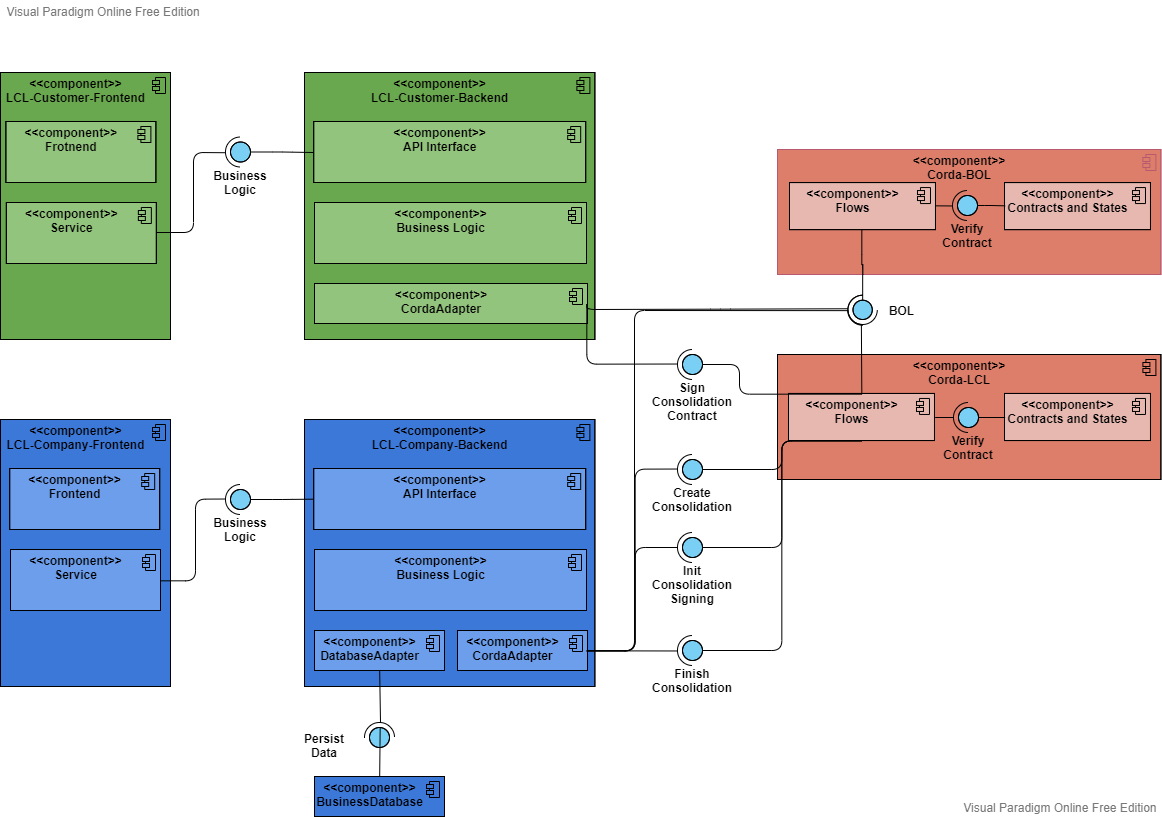 Visual Paradigm Online Free Edition
<<component>>
LCL-Customer-Frontend
<<component>>
Frotnend
<<component>>
Service
Business
Logic
<<component>>
LCL-Customer-Backend
<<component>>
API Interface
<<component>>
Business Logic
<<component>>
CordaAdapter
<<component>>
Corda-BOL
<<component>>
Flows
Verify
Contract
<<component>>
Contracts and States
BOL
Sign
Consolidation
Contract
<<component>>
Corda-LCL
<<component>>
Flows
Verify
Contract
<<component>>
Contracts and States
<<component>>
LCL-Company-Frontend
<<component>>
Frontend
<<component>>
Service
Business
Logic
<<component>>
LCL-Company-Backend
<<component>>
API Interface
<<component>>
Business Logic
<<component>>
DatabaseAdapter
<<component>>
CordaAdapter
Create
Consolidation
Init
Consolidation
Signing
Finish
Consolidation
Persist
Data
<<component>>
BusinessDatabase
Visual Paradigm Online Free Edition